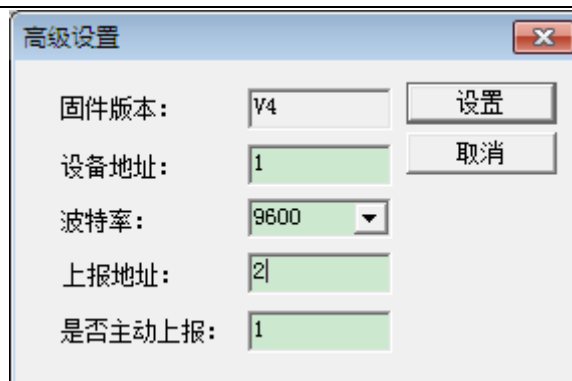 高级设置
固件版本： V4 设置
设备地址： 1 取消
波特率： 9600
上报地址： 2
是否主动上报： 1